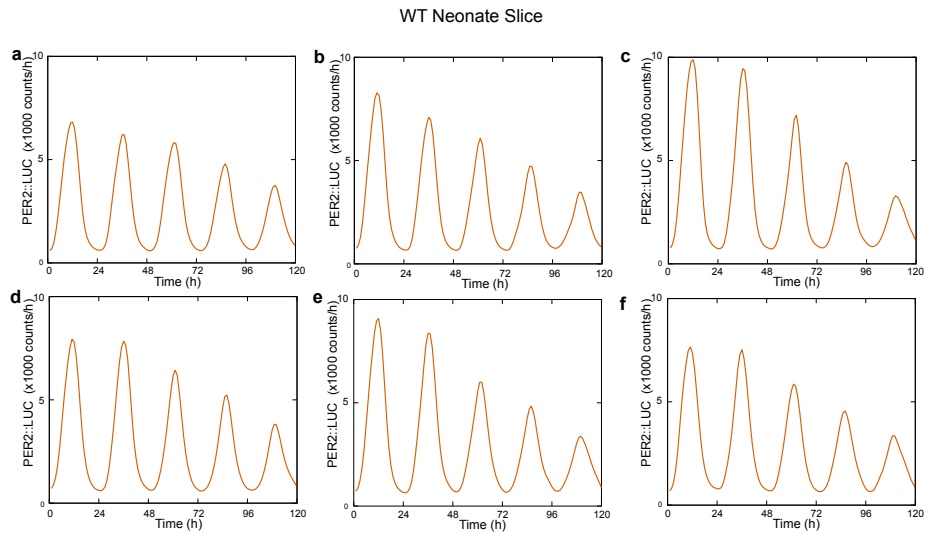 WT Neonate Slice
a
PER2::LUC (x1000 counts/h)
10
5
0
0 24 48 72 96 120
Time (h)
b
PER2::LUC (x1000 counts/h)
10
5
0
0 24 48 72 96 120
Time (h)
c
PER2::LUC (x1000 counts/h)
10
5
0
0 24 48 72 96 120
Time (h)
d
PER2::LUC (x1000 counts/h)
10
5
0
0 24 48 72 96 120
Time (h)
e
PER2::LUC (x1000 counts/h)
10
5
0
0 24 48 72 96 120
Time (h)
f
PER2::LUC (x1000 counts/h)
10
5
0
0 24 48 72 96 120
Time (h)